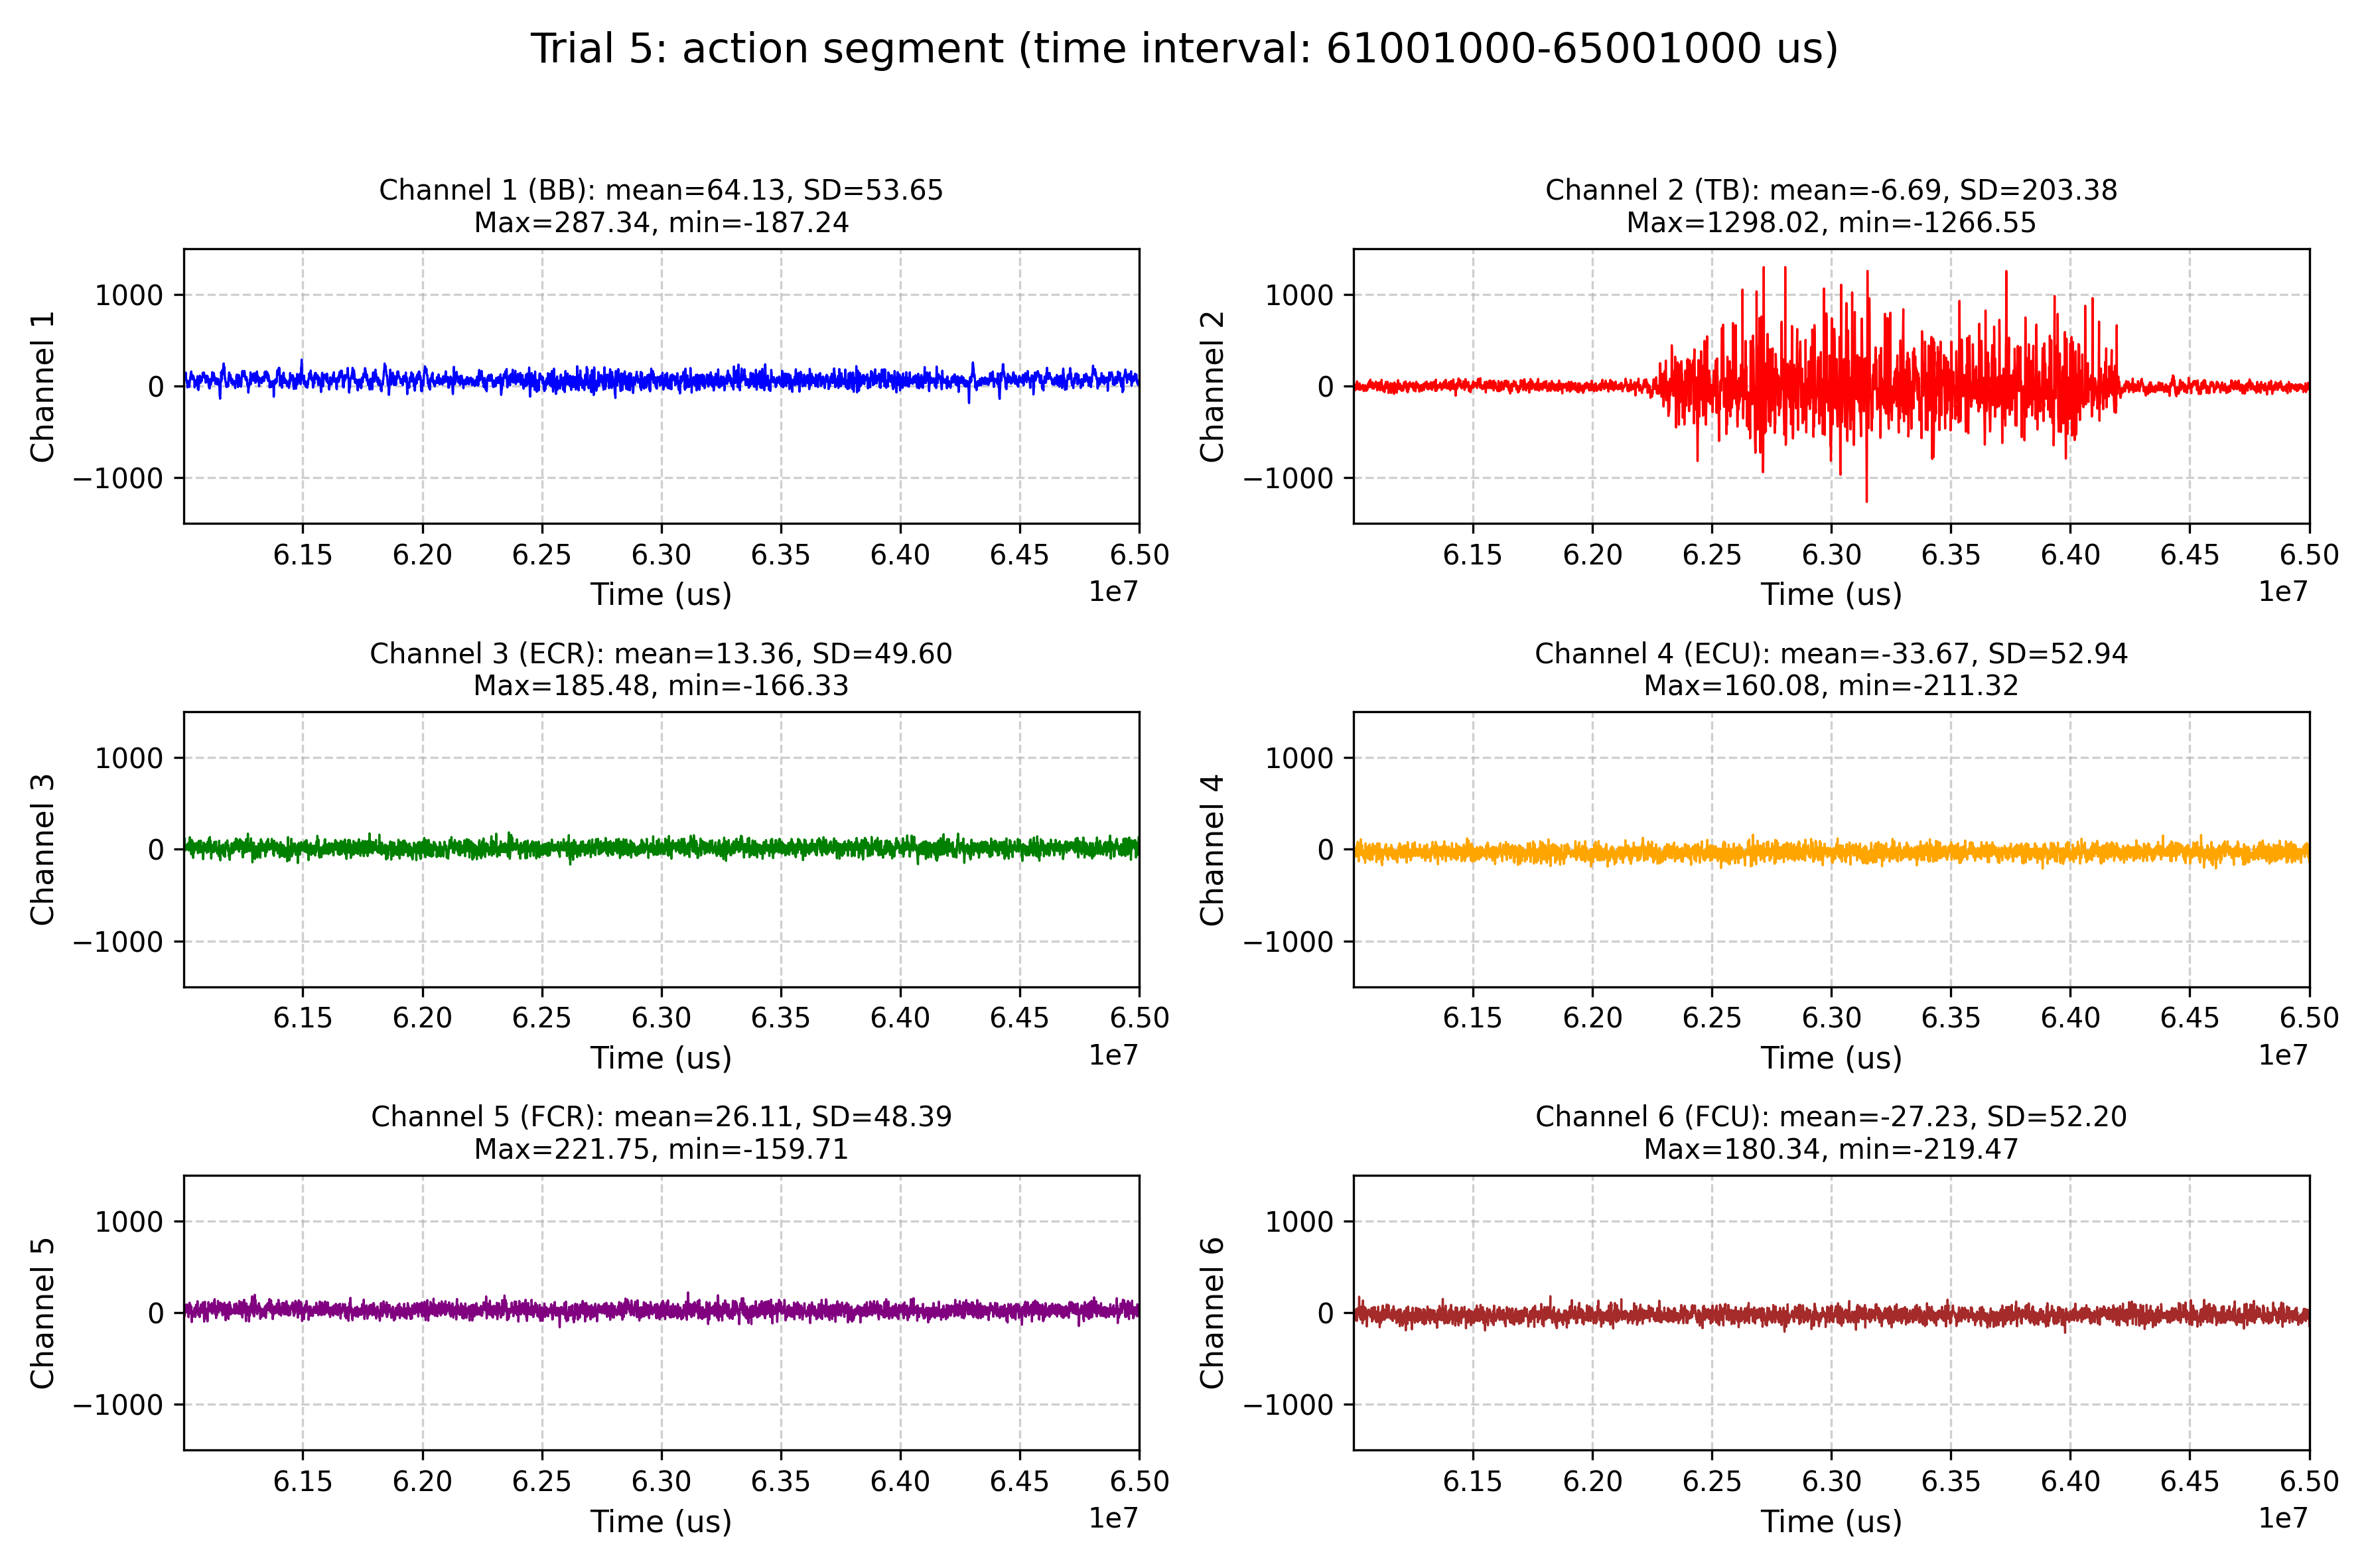 Trial 5: action segment (time interval: 61001000-65001000 us)
Channel 1 (BB): mean=64.13, SD=53.65
Max=287.34, min=-187.24
Channel 1
1000
0
−1000
6.15 6.20 6.25 6.30 6.35 6.40 6.45 6.50
Time (us)
1e7
Channel 2 (TB): mean=-6.69, SD=203.38
Max=1298.02, min=-1266.55
Channel 2
1000
0
−1000
6.15 6.20 6.25 6.30 6.35 6.40 6.45 6.50
Time (us)
1e7
Channel 3 (ECR): mean=13.36, SD=49.60
Max=185.48, min=-166.33
Channel 3
1000
0
−1000
6.15 6.20 6.25 6.30 6.35 6.40 6.45 6.50
Time (us)
1e7
Channel 4 (ECU): mean=-33.67, SD=52.94
Max=160.08, min=-211.32
Channel 4
1000
0
−1000
6.15 6.20 6.25 6.30 6.35 6.40 6.45 6.50
Time (us)
1e7
Channel 5 (FCR): mean=26.11, SD=48.39
Max=221.75, min=-159.71
Channel 5
1000
0
−1000
6.15 6.20 6.25 6.30 6.35 6.40 6.45 6.50
Time (us)
1e7
Channel 6 (FCU): mean=-27.23, SD=52.20
Max=180.34, min=-219.47
Channel 6
1000
0
−1000
6.15 6.20 6.25 6.30 6.35 6.40 6.45 6.50
Time (us)
1e7